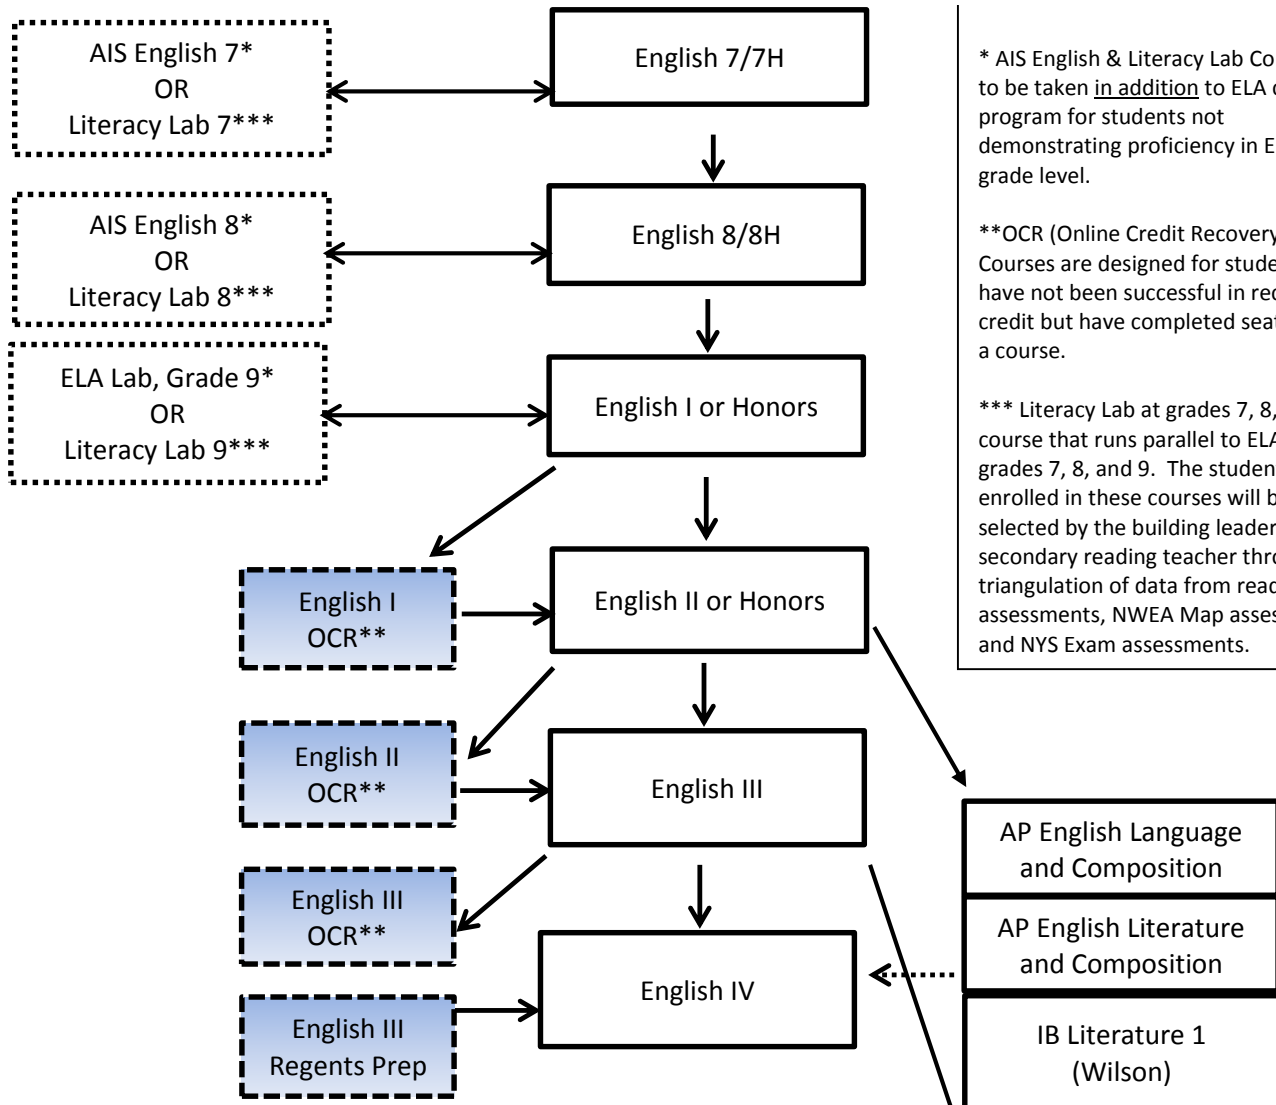 AIS English 7*
OR
Literacy Lab 7***
English 7/7H
AIS English 8*
OR
Literacy Lab 8***
English 8/8H
ELA Lab, Grade 9*
OR
Literacy Lab 9***
English I or Honors
English I
OCR**
English II or Honors
English II
OCR**
English III
English III
OCR**
English IV
English III
Regents Prep
* AIS English & Literacy Lab Co
to be taken in addition to ELA
program for students not
demonstrating proficiency in E
grade level.
**OCR (Online Credit Recovery
Courses are designed for stude
have not been successful in rec
credit but have completed seat
a course.
*** Literacy Lab at grades 7, 8,
course that runs parallel to ELA
grades 7, 8, and 9. The student
enrolled in these courses will b
selected by the building leader
secondary reading teacher thro
triangulation of data from read
assessments, NWEA Map asses
and NYS Exam assessments.
AP English Language
and Composition
AP English Literature
and Composition
IB Literature 1
(Wilson)